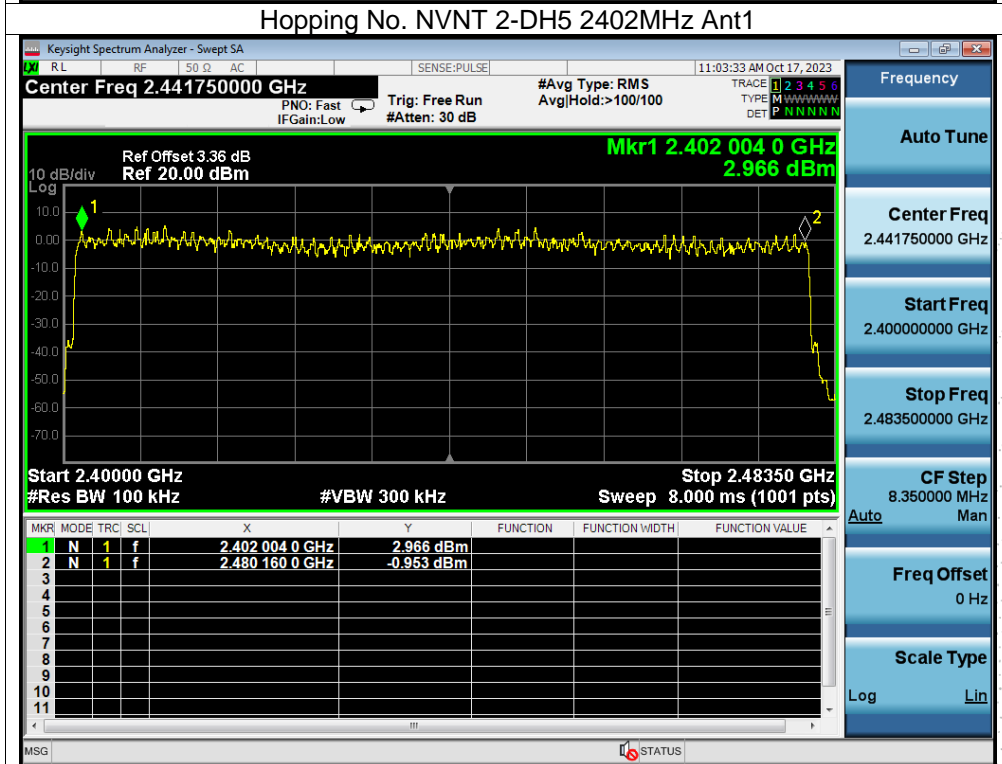 Hopping No. NVNT 2-DH5 2402MHz Ant1
Keysight Spectrum Analyzer - Swept SA
LXI RL RF 50 Ω AC SENSE:PULSE 11:03:33 AM Oct 17, 2023
Center Freq 2.441750000 GHz #Avg Type: RMS TRACE 1 2 3 4 5 6
PNO: Fast Trig: Free Run Avg|Hold:>100/100 TYPE M WWWWW
IFGain:Low #Atten: 30 dB DET P N N N N N
Mkr1 2.402 004 0 GHz
2.966 dBm
Ref Offset 3.36 dB
10 dB/div Ref 20.00 dBm
Log
10.0
0.00
-10.0
-20.0
-30.0
-40.0
-50.0
-60.0
-70.0
1
2
Start 2.40000 GHz Stop 2.48350 GHz
#Res BW 100 kHz #VBW 300 kHz Sweep 8.000 ms (1001 pts)
MKR MODE TRC SCL X Y FUNCTION FUNCTION WIDTH FUNCTION VALUE
1 N 1 f 2.402 004 0 GHz 2.966 dBm
2 N 1 f 2.480 160 0 GHz -0.953 dBm
3
4
5
6
7
8
9
10
11
MSG STATUS
Frequency
Auto Tune
Center Freq
2.441750000 GHz
Start Freq
2.400000000 GHz
Stop Freq
2.483500000 GHz
CF Step
8.350000 MHz
Auto Man
Freq Offset
0 Hz
Scale Type
Log Lin